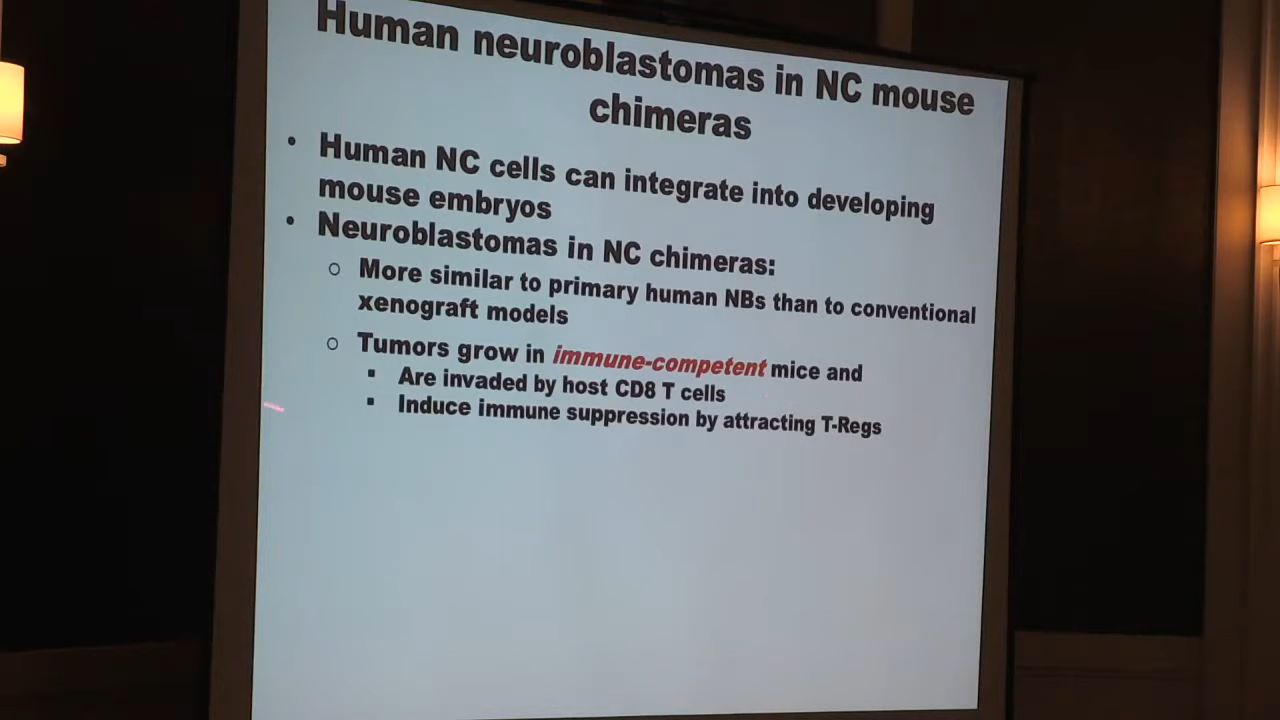 Human neuroblastomas in NC mouse
chimeras
• Human NC cells can integrate into developing
mouse embryos
• Neuroblastomas in NC chimeras:
o More similar to primary human NBs than to conventional
xenograft models
o Tumors grow in immune-competent mice and
▪ Are invaded by host CD8 T cells
▪ Induce immune suppression by attracting T-Regs